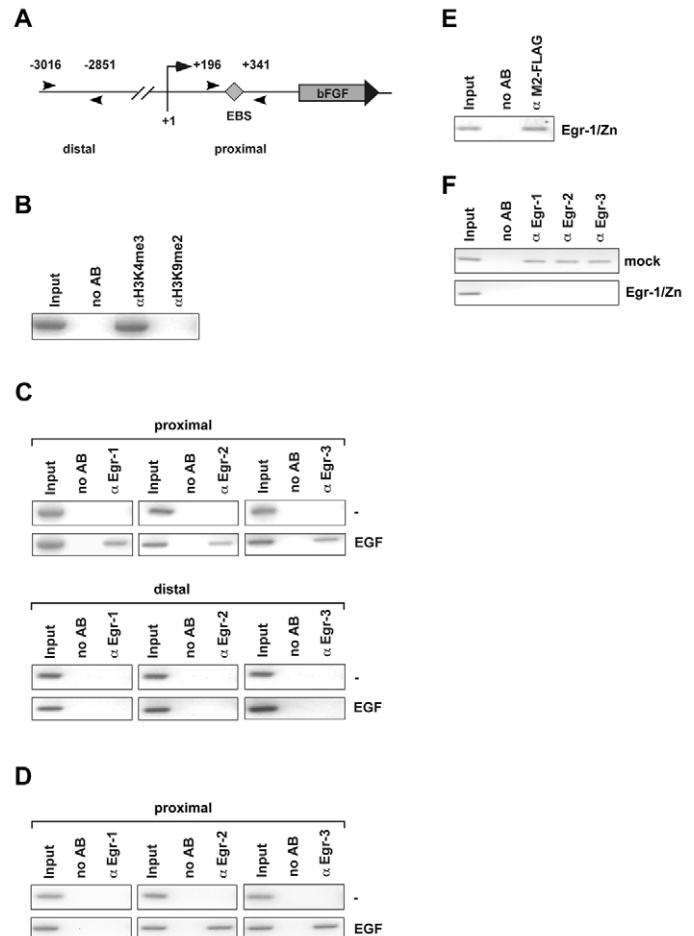 A
-3016 -2851 +196 +341
bFGF
+1 EBS
distal proximal
B
Input no AB αH3K4me3 αH3K9me2
C
proximal
Input no AB α Egr-1 Input no AB α Egr-2 Input no AB α Egr-3
-
EGF
distal
Input no AB α Egr-1 Input no AB α Egr-2 Input no AB α Egr-3
-
EGF
D
proximal
Input no AB α Egr-1 Input no AB α Egr-2 Input no AB α Egr-3
-
EGF
E
Input no AB α M2-FLAG
Egr-1/Zn
F
Input no AB α Egr-1 α Egr-2 α Egr-3
mock
Egr-1/Zn